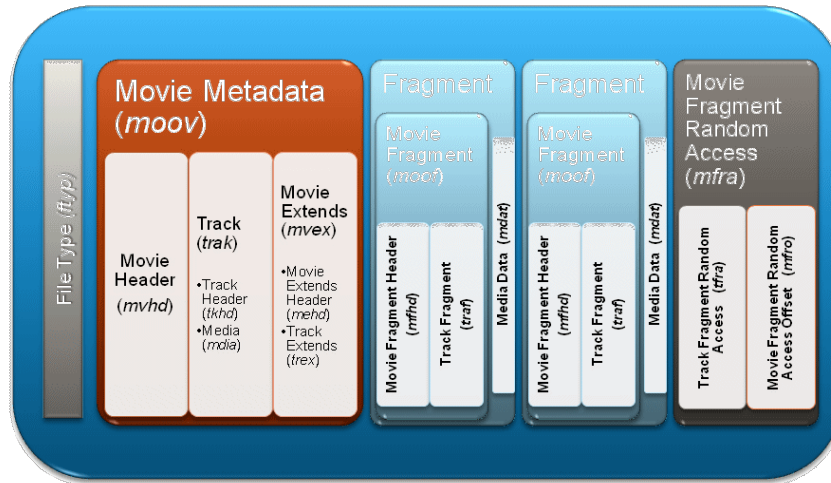 File Type (ftyp)
Movie Metadata
(moov)
Movie
Header
(mvhd)
Track
(trak)
•Track
Header
(tkhd)
•Media
(mdia)
Movie
Extends
(mvex)
•Movie
Extends
Header
(mehd)
•Track
Extends
(trex)
Fragment
Movie
Fragment
(moof)
Movie Fragment Header
(mfhd)
Track Fragment
(traf)
Media Data (mdat)
Fragment
Movie
Fragment
(moof)
Movie Fragment Header
(mfhd)
Track Fragment
(traf)
Media Data (mdat)
Movie
Fragment
Random
Access
(mfra)
Track Fragment Random
Access (tfra)
Movie Fragment Random
Access Offset (mfro)